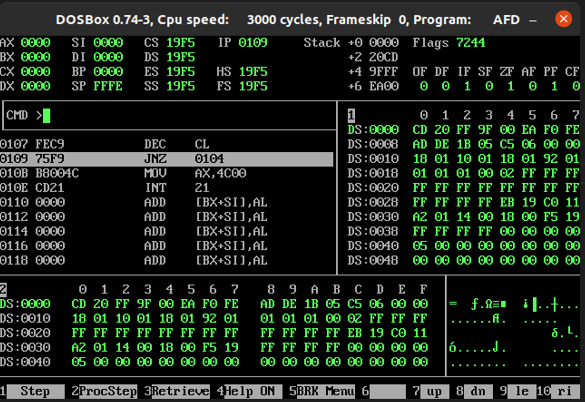 DOSBox 0.74-3, Cpu speed: 3000 cycles, Frameskip 0, Program: AFD
AX 0000 SI 0000 CS 19F5 IP 0109 Stack +0 0000 Flags 7244
BX 0000 DI 0000 DS 19F5 +2 20CD
CX 0000 BP 0000 ES 19F5 HS 19F5 +4 9FFF OF DF IF SF ZF AF PF CF
DX 0000 SP FFFE SS 19F5 FS 19F5 +6 EA00 0 0 1 0 1 0 1 0
CMD >
1 0 1 2 3 4 5 6 7
DS:0000 CD 20 FF 9F 00 EA F0 FE
DS:0008 AD DE 1B 05 C5 06 00 00
DS:0010 18 01 10 01 18 01 92 01
DS:0018 01 01 01 00 02 FF FF FF
DS:0020 FF FF FF FF FF FF FF FF
DS:0028 FF FF FF FF EB 19 C0 11
DS:0030 A2 01 14 00 18 00 F5 19
DS:0038 FF FF FF FF 00 00 00 00
DS:0040 05 00 00 00 00 00 00 00
DS:0048 00 00 00 00 00 00 00 00
0107 FEC9 DEC CL
0109 75F9 JNZ 0104
010B B8004C MOV AX,4C00
010E CD21 INT 21
0110 0000 ADD [BX+SI],AL
0112 0000 ADD [BX+SI],AL
0114 0000 ADD [BX+SI],AL
0116 0000 ADD [BX+SI],AL
0118 0000 ADD [BX+SI],AL
2 0 1 2 3 4 5 6 7 8 9 A B C D E F
DS:0000 CD 20 FF 9F 00 EA F0 FE AD DE 1B 05 C5 06 00 00
DS:0010 18 01 10 01 18 01 92 01 01 01 01 00 02 FF FF FF
DS:0020 FF FF FF FF FF FF FF FF FF FF FF FF EB 19 C0 11
DS:0030 A2 01 14 00 18 00 F5 19 FF FF FF FF 00 00 00 00
DS:0040 05 00 00 00 00 00 00 00 00 00 00 00 00 00 00 00
1 Step 2 ProcStep 3 Retrieve 4 Help ON 5 BRK Menu 6 7 up 8 dn 9 le 10 ri